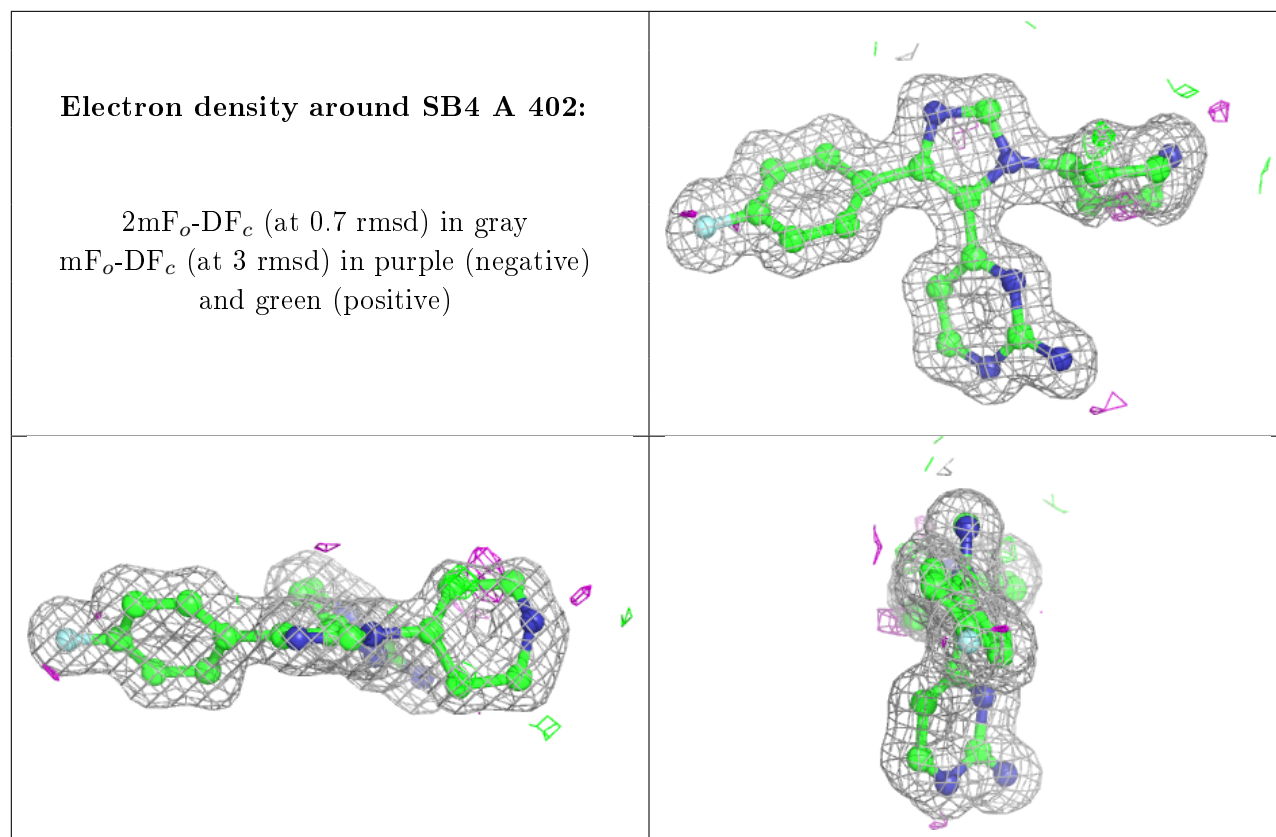 Electron density around SB4 A 402:
2mFₒ-DF𝒸 (at 0.7 rmsd) in gray
mFₒ-DF𝒸 (at 3 rmsd) in purple (negative)
and green (positive)